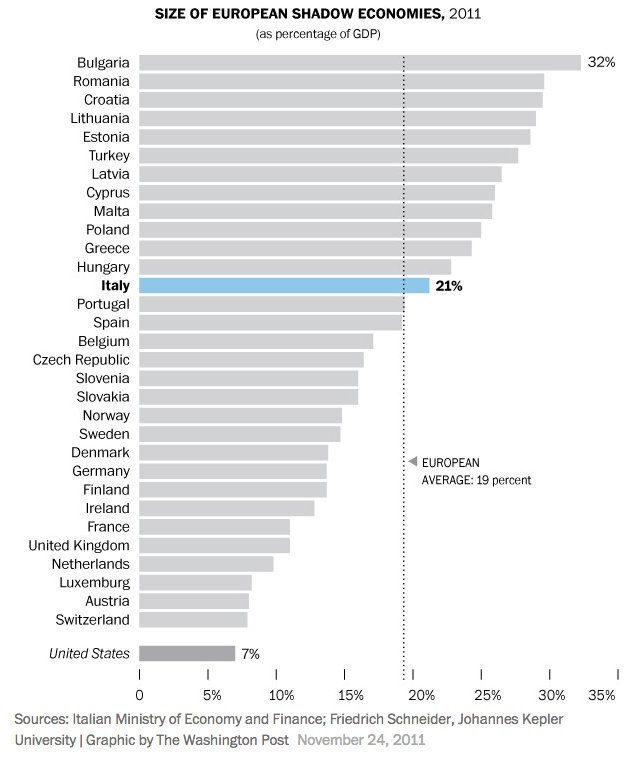 SIZE OF EUROPEAN SHADOW ECONOMIES, 2011
(as percentage of GDP)
Bulgaria 32%
Romania
Croatia
Lithuania
Estonia
Turkey
Latvia
Cyprus
Malta
Poland
Greece
Hungary
Italy 21%
Portugal
Spain
Belgium
Czech Republic
Slovenia
Slovakia
Norway
Sweden
Denmark
EUROPEAN
AVERAGE: 19 percent
Germany
Finland
Ireland
France
United Kingdom
Netherlands
Luxemburg
Austria
Switzerland
United States 7%
0 5% 10% 15% 20% 25% 30% 35%
Sources: Italian Ministry of Economy and Finance; Friedrich Schneider, Johannes Kepler
University | Graphic by The Washington Post November 24, 2011